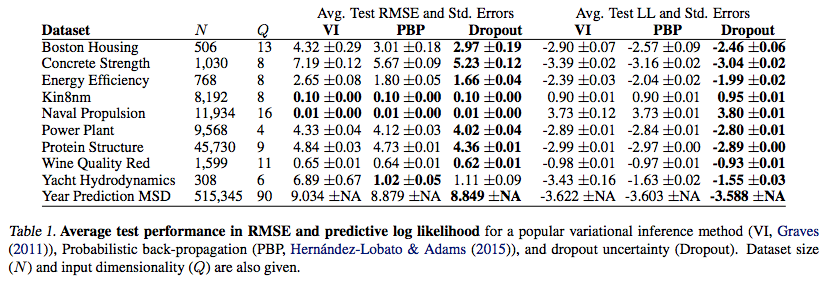 Avg. Test RMSE and Std. Errors Avg. Test LL and Std. Errors
Dataset N Q VI PBP Dropout VI PBP Dropout
Boston Housing 506 13 4.32 ±0.29 3.01 ±0.18 2.97 ±0.19 -2.90 ±0.07 -2.57 ±0.09 -2.46 ±0.06
Concrete Strength 1,030 8 7.19 ±0.12 5.67 ±0.09 5.23 ±0.12 -3.39 ±0.02 -3.16 ±0.02 -3.04 ±0.02
Energy Efficiency 768 8 2.65 ±0.08 1.80 ±0.05 1.66 ±0.04 -2.39 ±0.03 -2.04 ±0.02 -1.99 ±0.02
Kin8nm 8,192 8 0.10 ±0.00 0.10 ±0.00 0.10 ±0.00 0.90 ±0.01 0.90 ±0.01 0.95 ±0.01
Naval Propulsion 11,934 16 0.01 ±0.00 0.01 ±0.00 0.01 ±0.00 3.73 ±0.12 3.73 ±0.01 3.80 ±0.01
Power Plant 9,568 4 4.33 ±0.04 4.12 ±0.03 4.02 ±0.04 -2.89 ±0.01 -2.84 ±0.01 -2.80 ±0.01
Protein Structure 45,730 9 4.84 ±0.03 4.73 ±0.01 4.36 ±0.01 -2.99 ±0.01 -2.97 ±0.00 -2.89 ±0.00
Wine Quality Red 1,599 11 0.65 ±0.01 0.64 ±0.01 0.62 ±0.01 -0.98 ±0.01 -0.97 ±0.01 -0.93 ±0.01
Yacht Hydrodynamics 308 6 6.89 ±0.67 1.02 ±0.05 1.11 ±0.09 -3.43 ±0.16 -1.63 ±0.02 -1.55 ±0.03
Year Prediction MSD 515,345 90 9.034 ±NA 8.879 ±NA 8.849 ±NA -3.622 ±NA -3.603 ±NA -3.588 ±NA
Table 1. Average test performance in RMSE and predictive log likelihood for a popular variational inference method (VI, Graves
(2011)), Probabilistic back-propagation (PBP, Hernández-Lobato & Adams (2015)), and dropout uncertainty (Dropout). Dataset size
(N) and input dimensionality (Q) are also given.